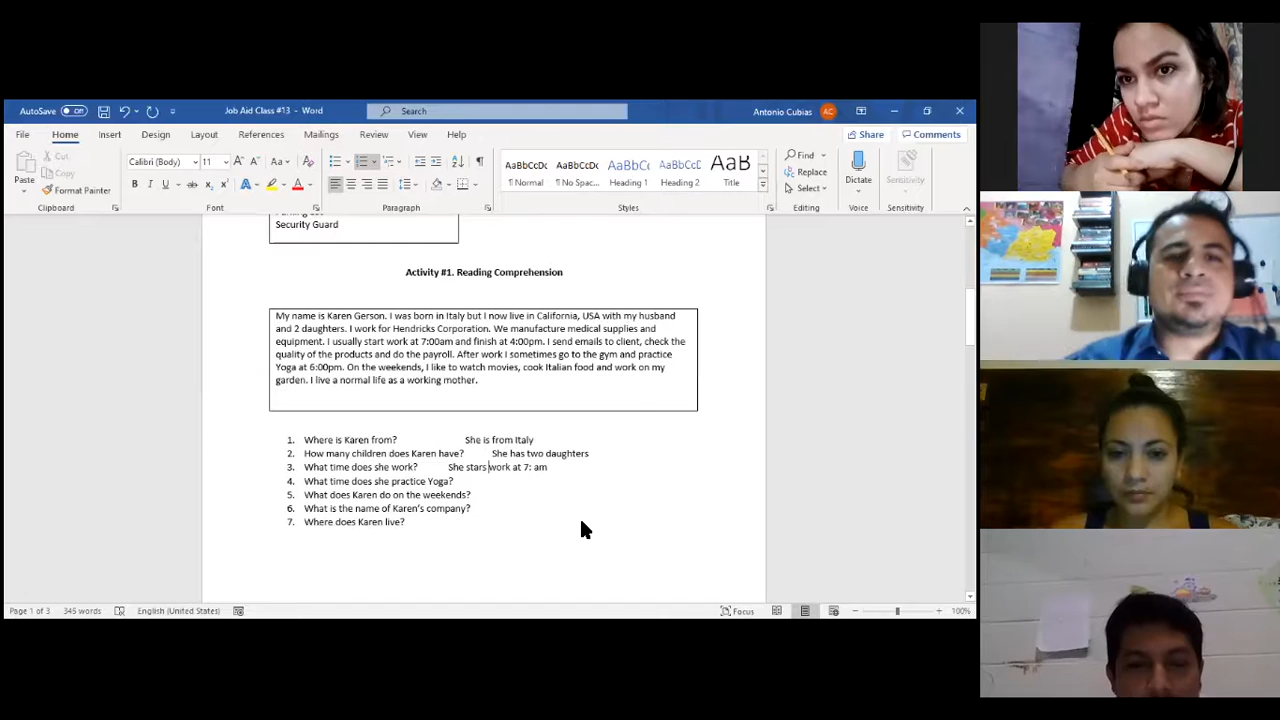 AutoSave Off Job Aid Class #13 - Word Search Antonio Cubias AC
File Home Insert Design Layout References Mailings Review View Help Share Comments
Paste Cut Copy Format Painter
Calibri (Body) 11
AaBbCcDc AaBbCcDc AaBbCc AaBbCcD AaB
¶ Normal ¶ No Spac... Heading 1 Heading 2 Title
Find Replace Select Dictate Sensitivity
Clipboard Font Paragraph Styles Editing Voice Sensitivity
Security Guard
Activity #1. Reading Comprehension
My name is Karen Gerson. I was born in Italy but I now live in California, USA with my husband
and 2 daughters. I work for Hendricks Corporation. We manufacture medical supplies and
equipment. I usually start work at 7:00am and finish at 4:00pm. I send emails to client, check the
quality of the products and do the payroll. After work I sometimes go to the gym and practice
Yoga at 6:00pm. On the weekends, I like to watch movies, cook Italian food and work on my
garden. I live a normal life as a working mother.
1. Where is Karen from? She is from Italy
2. How many children does Karen have? She has two daughters
3. What time does she work? She stars work at 7: am
4. What time does she practice Yoga?
5. What does Karen do on the weekends?
6. What is the name of Karen's company?
7. Where does Karen live?
Page 1 of 3 345 words English (United States) Focus 100%